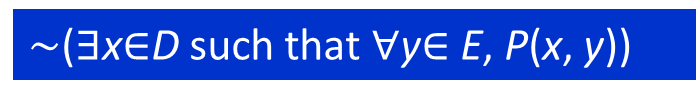 ~(∃x∈D such that ∀y∈ E, P(x, y))